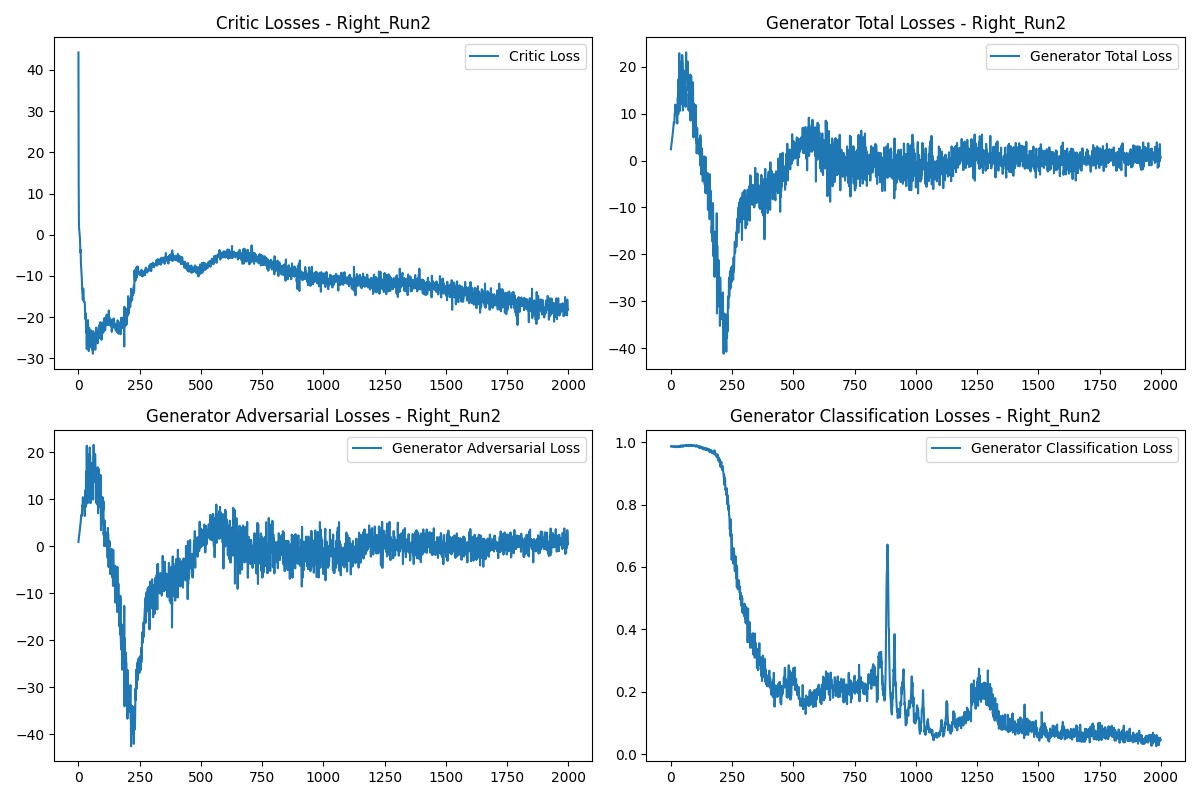 Critic Losses - Right_Run2
Critic Loss
40
30
20
10
0
−10
−20
−30
0 250 500 750 1000 1250 1500 1750 2000
Generator Total Losses - Right_Run2
Generator Total Loss
20
10
0
−10
−20
−30
−40
0 250 500 750 1000 1250 1500 1750 2000
Generator Adversarial Losses - Right_Run2
Generator Adversarial Loss
20
10
0
−10
−20
−30
−40
0 250 500 750 1000 1250 1500 1750 2000
Generator Classification Losses - Right_Run2
Generator Classification Loss
1.0
0.8
0.6
0.4
0.2
0.0
0 250 500 750 1000 1250 1500 1750 2000